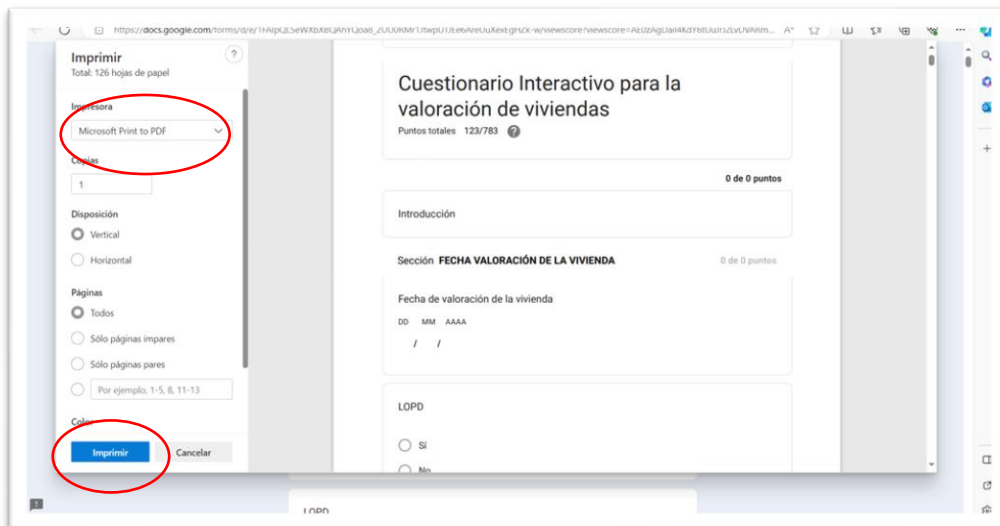 Imprimir
?
Total: 126 hojas de papel
Impresora
Microsoft Print to PDF
Copias
1
Disposición
Vertical
Horizontal
Páginas
Todos
Sólo páginas impares
Sólo páginas pares
Por ejemplo, 1-5, 8, 11-13
Color
Imprimir Cancelar
Cuestionario Interactivo para la
valoración de viviendas
Puntos totales 123/783 ?
0 de 0 puntos
Introducción
Sección FECHA VALORACIÓN DE LA VIVIENDA 0 de 0 puntos
Fecha de valoración de la vivienda
DD MM AAAA
/ /
LOPD
Sí
No
LOPD